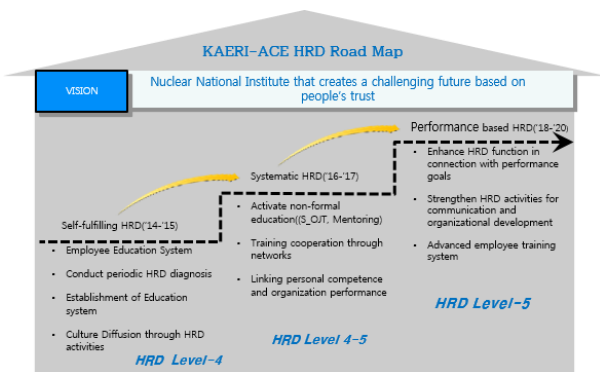 KAERI-ACE HRD Road Map
VISION
Nuclear National Institute that creates a challenging future based on
people's trust
Self-fulfilling HRD('14-'15)
• Employee Education System
• Conduct periodic HRD diagnosis
• Establishment of Education
system
• Culture Diffusion through HRD
activities
HRD Level-4
Systematic HRD('16-'17)
• Activate non-formal
education((S_OJT, Mentoring)
• Training cooperation through
networks
• Linking personal competence
and organization performance
HRD Level 4-5
Performance based HRD('18-'20)
• Enhance HRD function in
connection with performance
goals
• Strengthen HRD activities for
communication and
organizational development
• Advanced employee training
system
HRD Level-5